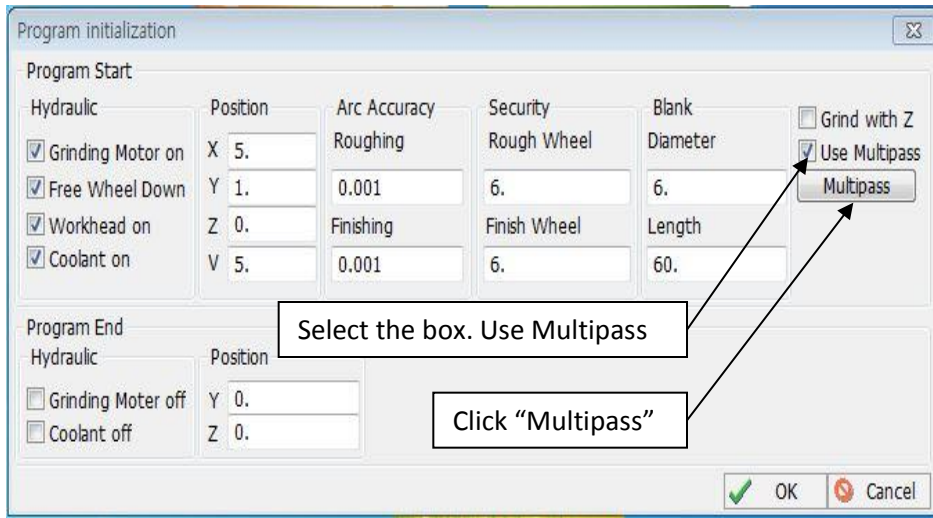 Program initialization
Program Start
Hydraulic
Grinding Motor on
Free Wheel Down
Workhead on
Coolant on
Position
X 5.
Y 1.
Z 0.
V 5.
Arc Accuracy
Roughing
0.001
Finishing
0.001
Security
Rough Wheel
6.
Finish Wheel
6.
Blank
Diameter
6.
Length
60.
Grind with Z
Use Multipass
Multipass
Select the box. Use Multipass
Click “Multipass”
Program End
Hydraulic
Grinding Moter off
Coolant off
Position
Y 0.
Z 0.
OK
Cancel